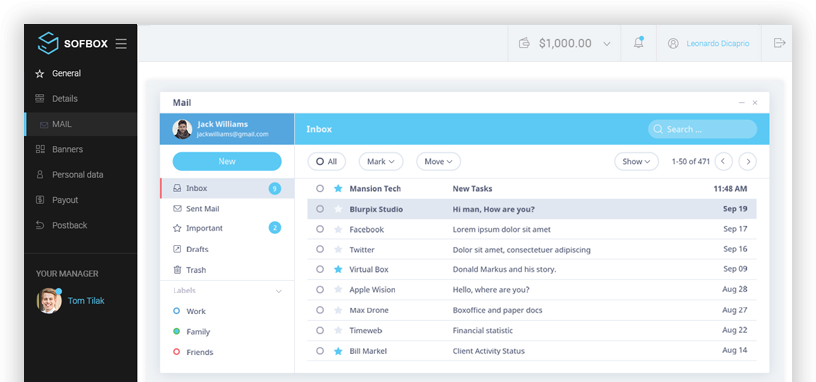 SOFBOX
$1,000.00
Leonardo Dicaprio
General
Details
MAIL
Banners
Personal data
Payout
Postback
YOUR MANAGER
Tom Tilak
Mail
Jack Williams
jackwilliams@gmail.com
Inbox
Search ...
New
All
Mark
Move
Show
1-50 of 471
Inbox 9
Sent Mail
Important 2
Drafts
Trash
Labels
Work
Family
Friends
Mansion Tech New Tasks 11:48 AM
Blurpix Studio Hi man, How are you? Sep 19
Facebook Lorem ipsum dolor sit amet Sep 17
Twitter Dolor sit amet, consectetuer adipiscing Sep 16
Virtual Box Donald Markus and his story. Sep 09
Apple Wision Hello, where are you? Aug 28
Max Drone Boxoffice and paper docs Aug 27
Timeweb Financial statistic Aug 22
Bill Markel Client Activity Status Aug 14